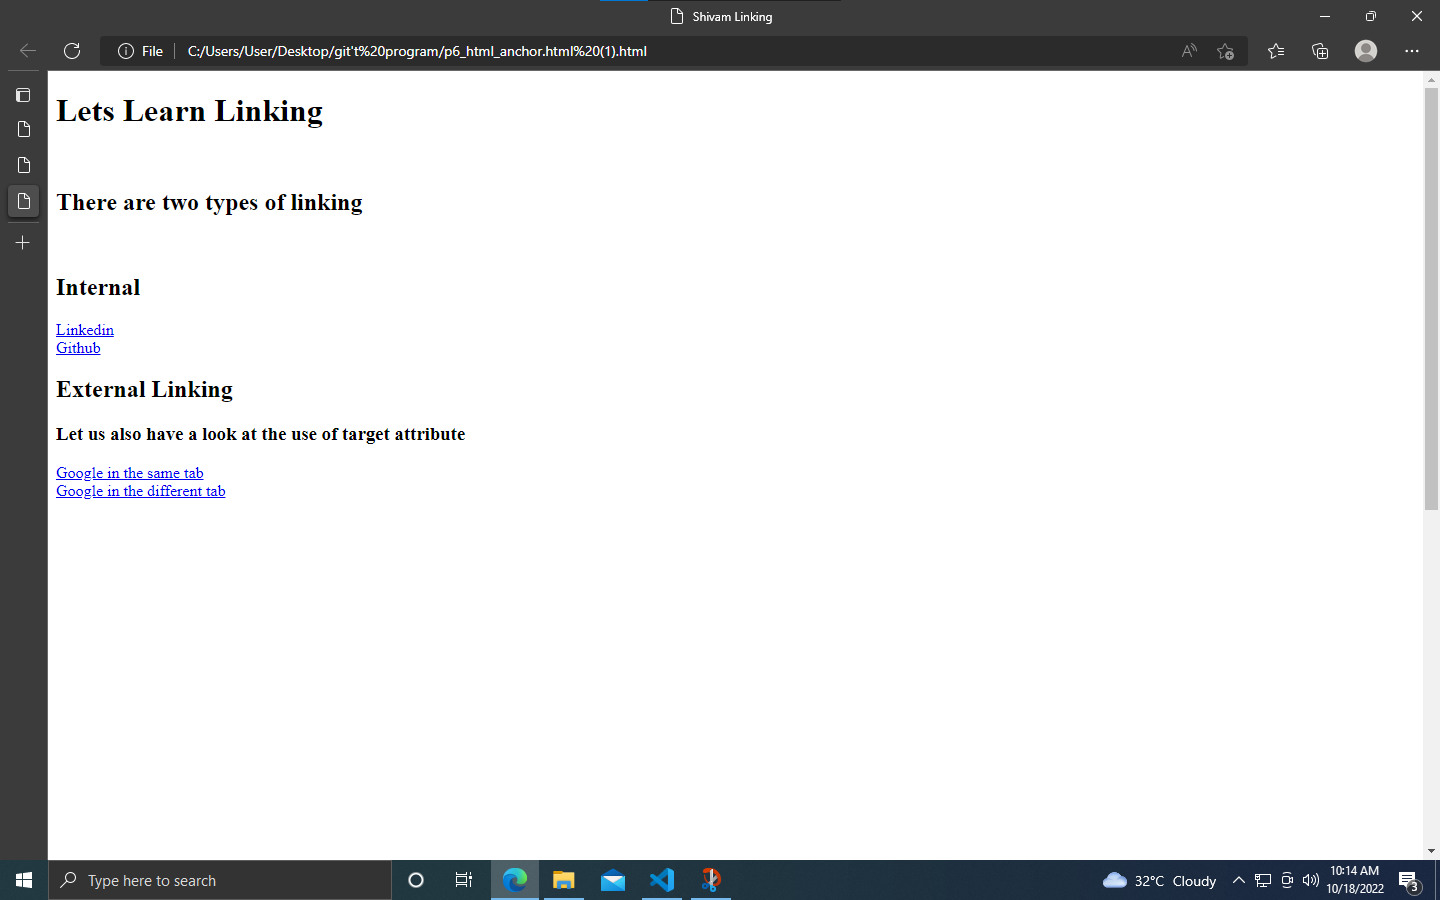 Shivam Linking
File
C:/Users/User/Desktop/git't%20program/p6_html_anchor.html%20(1).html
Lets Learn Linking
There are two types of linking
Internal
Linkedin
Github
External Linking
Let us also have a look at the use of target attribute
Google in the same tab
Google in the different tab
Type here to search
32°C Cloudy
10:14 AM
10/18/2022
3